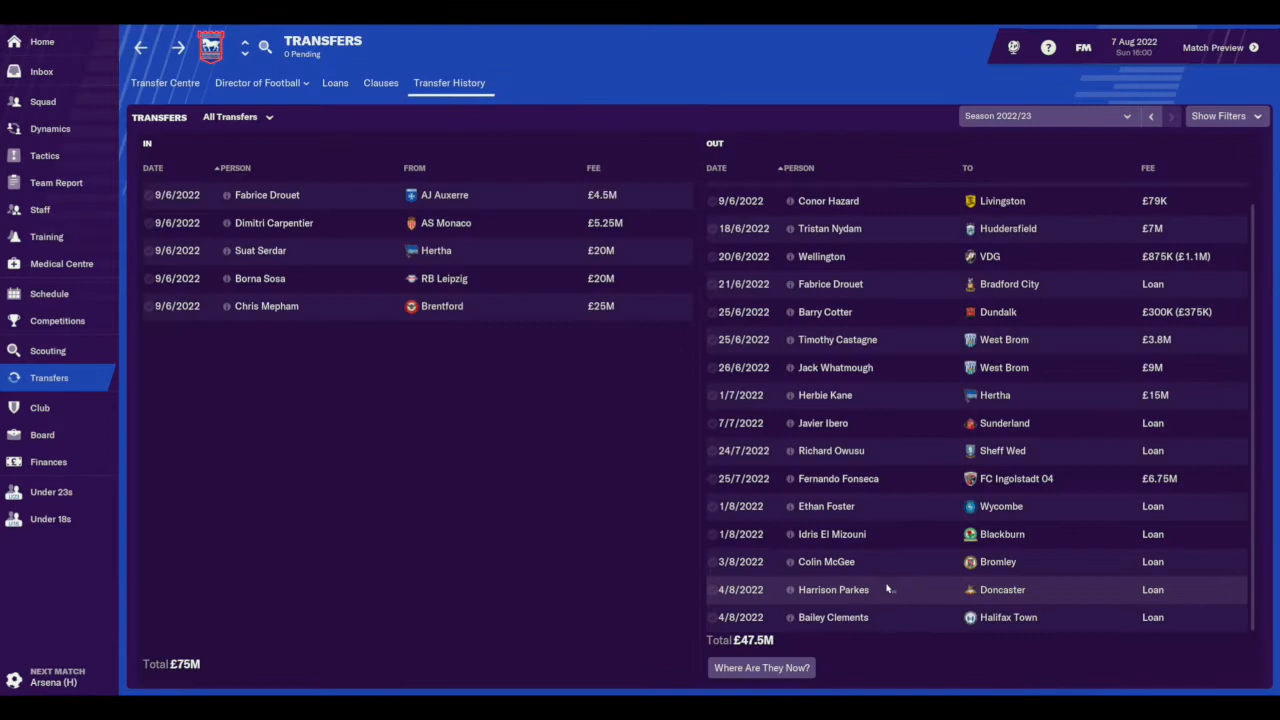 Home
Inbox
Squad
Dynamics
Tactics
Team Report
Staff
Training
Medical Centre
Schedule
Competitions
Scouting
Transfers
Club
Board
Finances
Under 23s
Under 18s
NEXT MATCH
Arsena (H)
TRANSFERS
0 Pending
? FM 7 Aug 2022 Match Preview
Sun 16:00
Transfer Centre Director of Football Loans Clauses Transfer History
TRANSFERS All Transfers Season 2022/23 Show Filters
IN
DATE PERSON FROM FEE
9/6/2022 Fabrice Drouet AJ Auxerre £4.5M
9/6/2022 Dimitri Carpentier AS Monaco £5.25M
9/6/2022 Suat Serdar Hertha £20M
9/6/2022 Borna Sosa RB Leipzig £20M
9/6/2022 Chris Mepham Brentford £25M
Total £75M
OUT
DATE PERSON TO FEE
9/6/2022 Conor Hazard Livingston £79K
18/6/2022 Tristan Nydam Huddersfield £7M
20/6/2022 Wellington VDG £875K (£1.1M)
21/6/2022 Fabrice Drouet Bradford City Loan
25/6/2022 Barry Cotter Dundalk £300K (£375K)
25/6/2022 Timothy Castagne West Brom £3.8M
26/6/2022 Jack Whatmough West Brom £9M
1/7/2022 Herbie Kane Hertha £15M
7/7/2022 Javier Ibero Sunderland Loan
24/7/2022 Richard Owusu Sheff Wed Loan
25/7/2022 Fernando Fonseca FC Ingolstadt 04 £6.75M
1/8/2022 Ethan Foster Wycombe Loan
1/8/2022 Idris El Mizouni Blackburn Loan
3/8/2022 Colin McGee Bromley Loan
4/8/2022 Harrison Parkes Doncaster Loan
4/8/2022 Bailey Clements Halifax Town Loan
Total £47.5M
Where Are They Now?